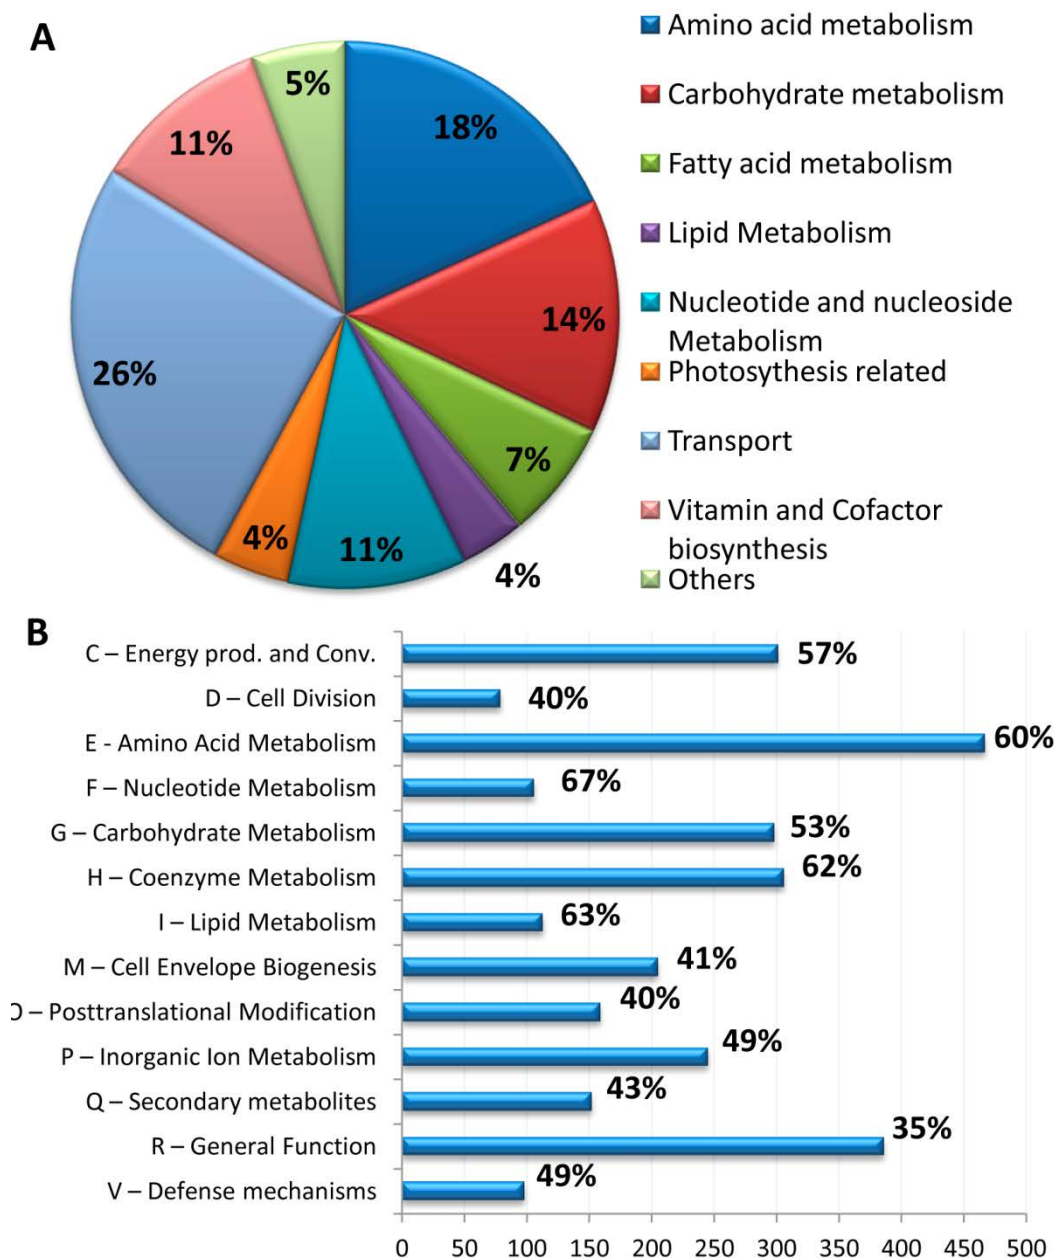 A
5%
11%
18%
14%
26%
7%
4%
11%
4%
Amino acid metabolism
Carbohydrate metabolism
Fatty acid metabolism
Lipid Metabolism
Nucleotide and nucleoside
Metabolism
Photosythesis related
Transport
Vitamin and Cofactor
biosynthesis
Others
B
C – Energy prod. and Conv. 57%
D – Cell Division 40%
E - Amino Acid Metabolism 60%
F – Nucleotide Metabolism 67%
G – Carbohydrate Metabolism 53%
H – Coenzyme Metabolism 62%
I – Lipid Metabolism 63%
M – Cell Envelope Biogenesis 41%
O – Posttranslational Modification 40%
P – Inorganic Ion Metabolism 49%
Q – Secondary metabolites 43%
R – General Function 35%
V – Defense mechanisms 49%
0 50 100 150 200 250 300 350 400 450 500